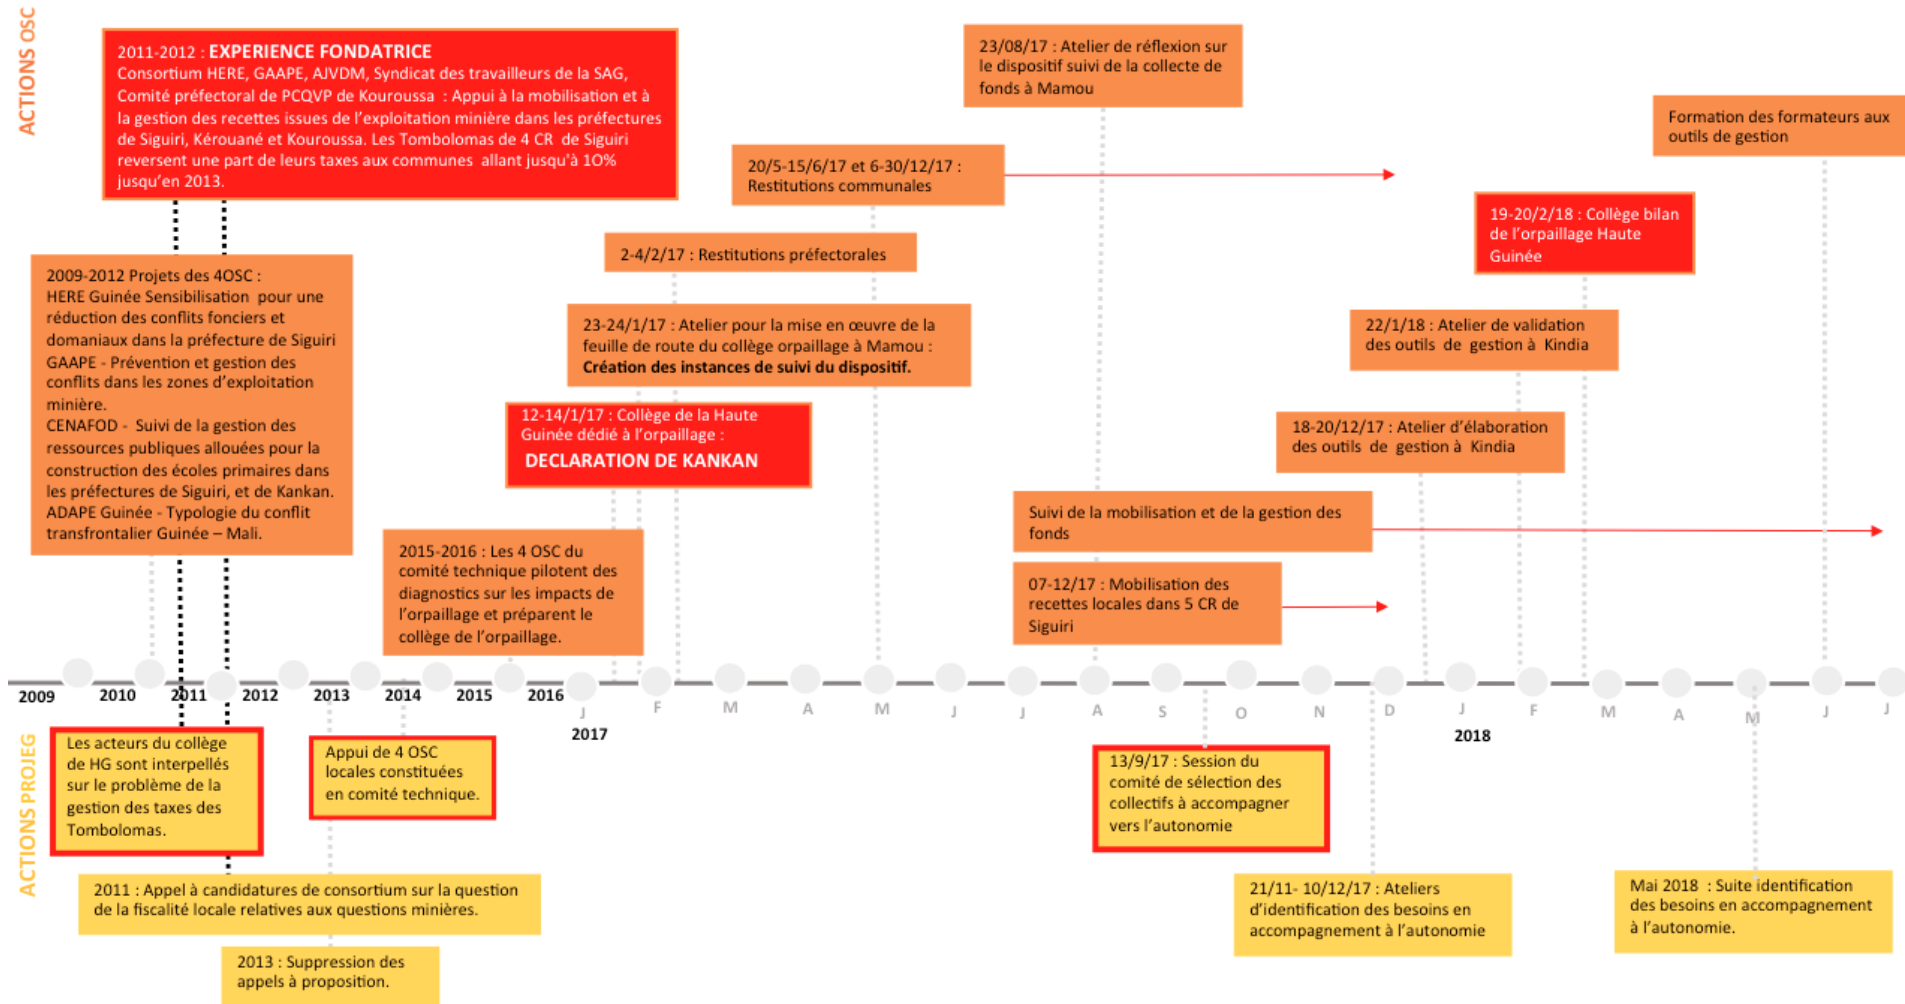 ACTIONS OSC
2011-2012 : EXPERIENCE FONDATRICE
Consortium HERE, GAAPE, AJVDM, Syndicat des travailleurs de la SAG,
Comité préfectoral de PCQVP de Kouroussa : Appui à la mobilisation et à
la gestion des recettes issues de l'exploitation minière dans les préfectures
de Siguiri, Kérouané et Kouroussa. Les Tombolomas de 4 CR de Siguiri
reversent une part de leurs taxes aux communes allant jusqu'à 1O%
jusqu'en 2013.
2009-2012 Projets des 4OSC :
HERE Guinée Sensibilisation pour une
réduction des conflits fonciers et
domaniaux dans la préfecture de Siguiri
GAAPE - Prévention et gestion des
conflits dans les zones d'exploitation
minière.
CENAFOD - Suivi de la gestion des
ressources publiques allouées pour la
construction des écoles primaires dans
les préfectures de Siguiri, et de Kankan.
ADAPE Guinée - Typologie du conflit
transfrontalier Guinée – Mali.
2015-2016 : Les 4 OSC du
comité technique pilotent des
diagnostics sur les impacts de
l'orpaillage et préparent le
collège de l'orpaillage.
12-14/1/17 : Collège de la Haute
Guinée dédié à l'orpaillage :
DECLARATION DE KANKAN
23-24/1/17 : Atelier pour la mise en œuvre de la
feuille de route du collège orpaillage à Mamou :
Création des instances de suivi du dispositif.
2-4/2/17 : Restitutions préfectorales
20/5-15/6/17 et 6-30/12/17 :
Restitutions communales
23/08/17 : Atelier de réflexion sur
le dispositif suivi de la collecte de
fonds à Mamou
Suivi de la mobilisation et de la gestion des
fonds
07-12/17 : Mobilisation des
recettes locales dans 5 CR de
Siguiri
18-20/12/17 : Atelier d'élaboration
des outils de gestion à Kindia
22/1/18 : Atelier de validation
des outils de gestion à Kindia
19-20/2/18 : Collège bilan
de l'orpaillage Haute
Guinée
Formation des formateurs aux
outils de gestion
2009 2010 2011 2012 2013 2014 2015 2016
J F M A M J J A S O N D J F M A M J J
2017 2018
ACTIONS PROJEG
Les acteurs du collège
de HG sont interpellés
sur le problème de la
gestion des taxes des
Tombolomas.
Appui de 4 OSC
locales constituées
en comité technique.
2011 : Appel à candidatures de consortium sur la question
de la fiscalité locale relatives aux questions minières.
2013 : Suppression des
appels à proposition.
13/9/17 : Session du
comité de sélection des
collectifs à accompagner
vers l'autonomie
21/11- 10/12/17 : Ateliers
d'identification des besoins en
accompagnement à l'autonomie
Mai 2018 : Suite identification
des besoins en accompagnement
à l'autonomie.